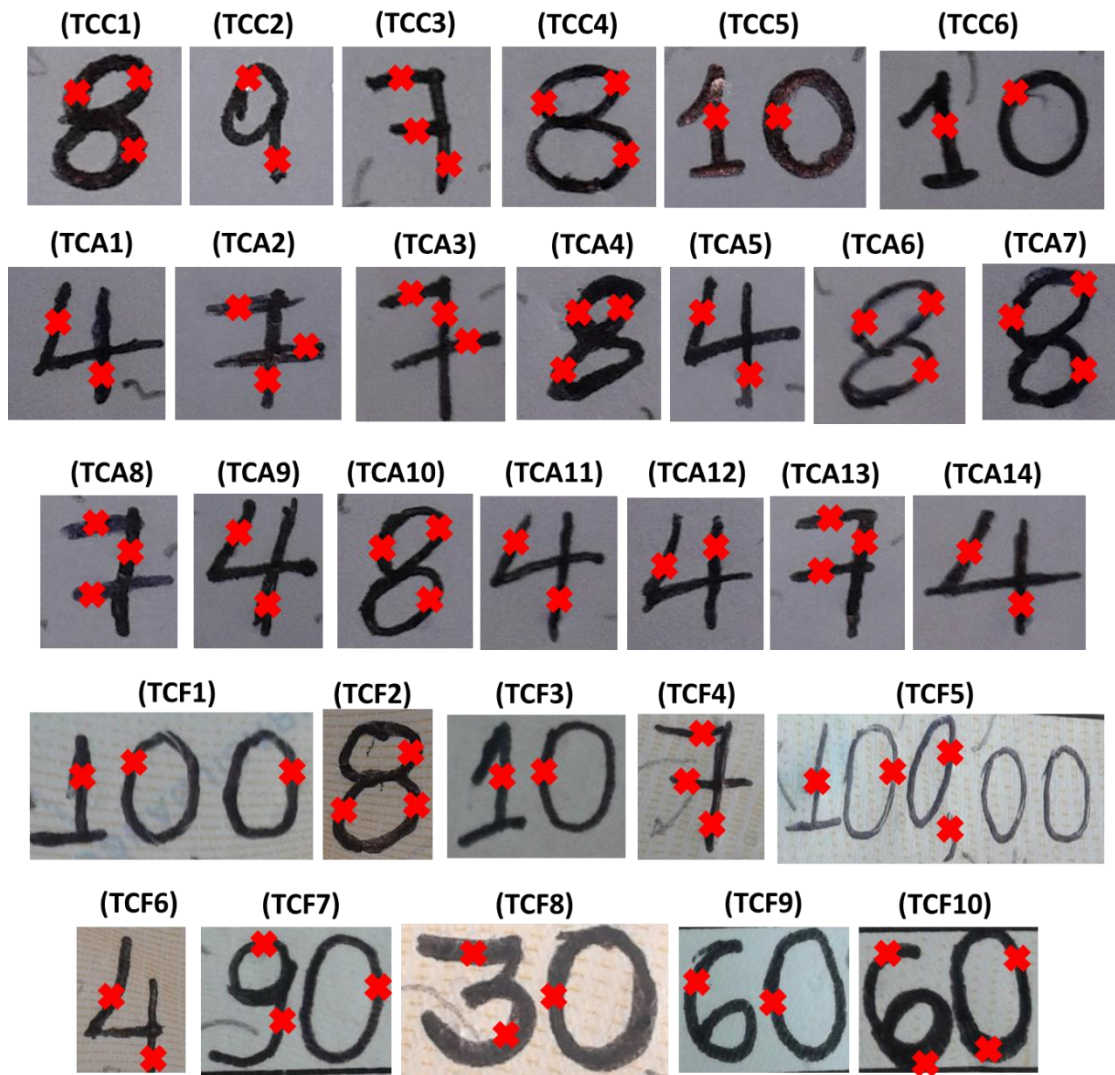 (TCC1) (TCC2) (TCC3) (TCC4) (TCC5) (TCC6)
8 9 7 8 10 10
(TCA1) (TCA2) (TCA3) (TCA4) (TCA5) (TCA6) (TCA7)
4 7 7 8 4 8 8
(TCA8) (TCA9) (TCA10) (TCA11) (TCA12) (TCA13) (TCA14)
7 4 8 4 4 7 4
(TCF1) (TCF2) (TCF3) (TCF4) (TCF5)
100 8 10 7 100,00
(TCF6) (TCF7) (TCF8) (TCF9) (TCF10)
4 90 30 60 60